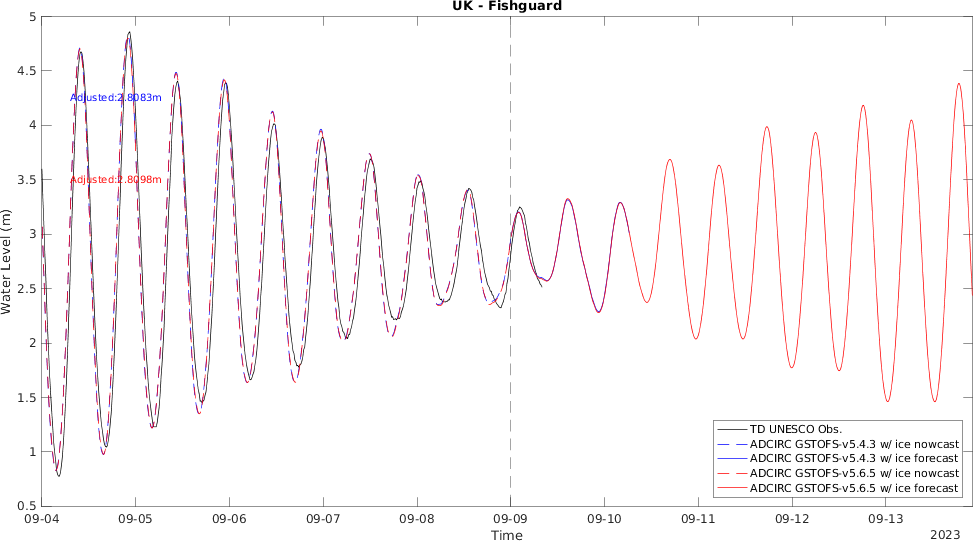 UK - Fishguard
5
4.5
4
3.5
3
2.5
2
1.5
1
0.5
Water Level (m)
Adjusted:2.8083m
Adjusted:2.8098m
TD UNESCO Obs.
ADCIRC GSTOFS-v5.4.3 w/ ice nowcast
ADCIRC GSTOFS-v5.4.3 w/ ice forecast
ADCIRC GSTOFS-v5.6.5 w/ ice nowcast
ADCIRC GSTOFS-v5.6.5 w/ ice forecast
09-04 09-05 09-06 09-07 09-08 09-09 09-10 09-11 09-12 09-13
Time
2023